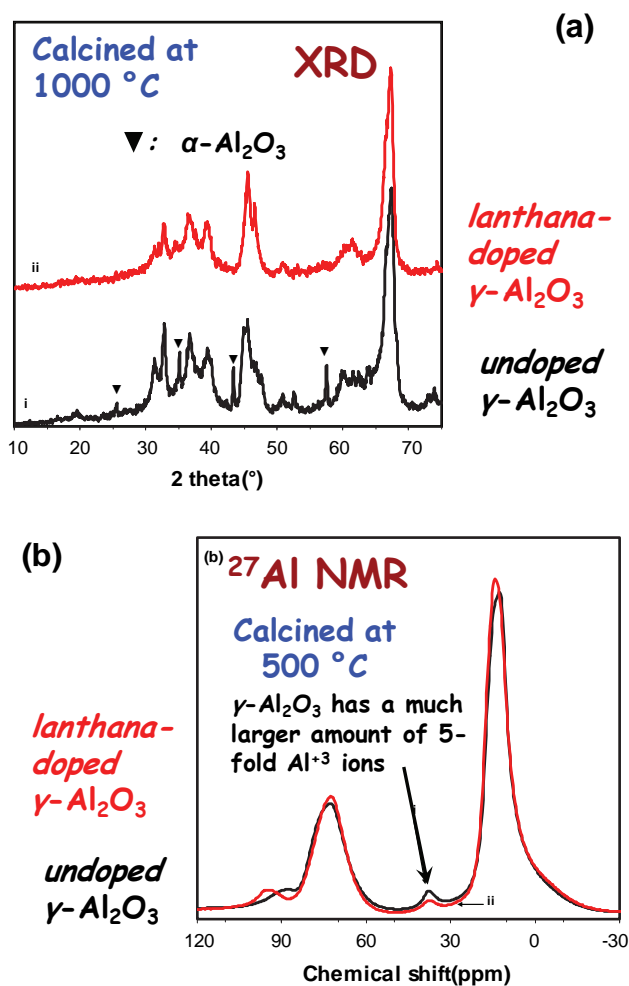 (a)
Calcined at
1000 °C
XRD
▼: α-Al2O3
ii
i
10 20 30 40 50 60 70
2 theta(°)
lanthana-
doped
γ-Al2O3
undoped
γ-Al2O3
(b)
(b) 27Al NMR
Calcined at
500 °C
γ-Al2O3 has a much
larger amount of 5-
fold Al+3 ions
i
ii
120 90 60 30 0 -30
Chemical shift(ppm)
lanthana-
doped
γ-Al2O3
undoped
γ-Al2O3